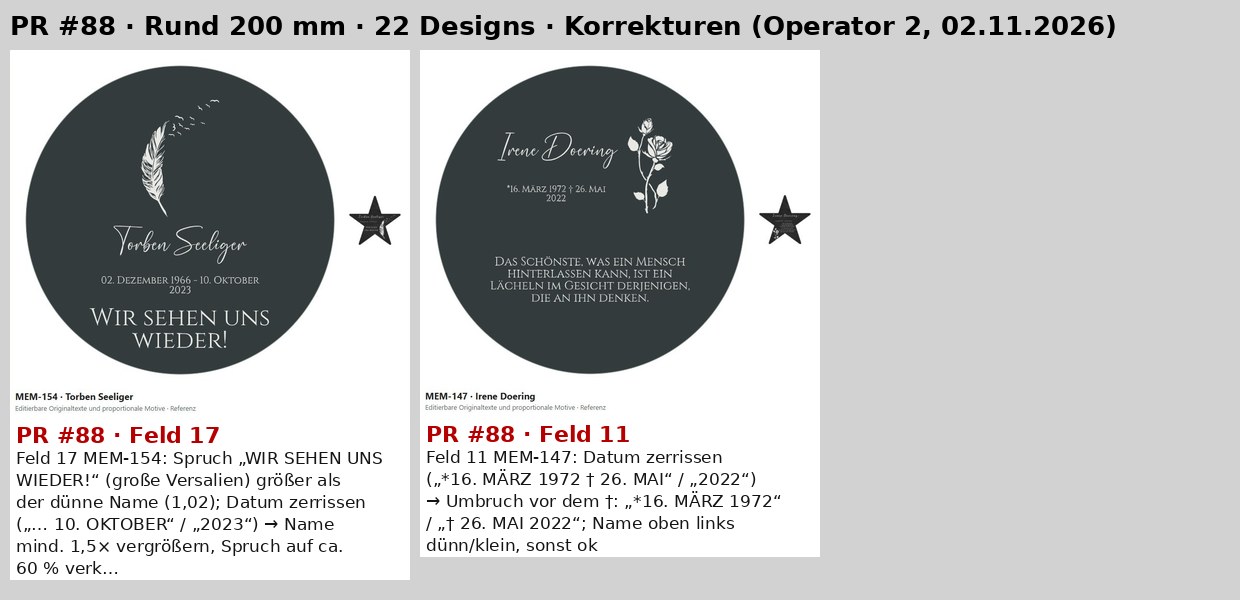 PR #88 · Rund 200 mm · 22 Designs · Korrekturen (Operator 2, 02.11.2026)
Torben Seeliger
02. Dezember 1966 - 10. Oktober
2023
Wir sehen uns
wieder!
MEM-154 · Torben Seeliger
Editierbare Originaltexte und proportionale Motive · Referenz
PR #88 · Feld 17
Feld 17 MEM-154: Spruch „WIR SEHEN UNS
WIEDER!“ (große Versalien) größer als
der dünne Name (1,02); Datum zerrissen
(„... 10. OKTOBER“ / „2023“) → Name
mind. 1,5× vergrößern, Spruch auf ca.
60 % verk...
Irene Doering
*16. März 1972 † 26. Mai
2022
Das Schönste, was ein Mensch
hinterlassen kann, ist ein
Lächeln im Gesicht derjenigen,
die an ihn denken.
MEM-147 · Irene Doering
Editierbare Originaltexte und proportionale Motive · Referenz
PR #88 · Feld 11
Feld 11 MEM-147: Datum zerrissen
(„*16. MÄRZ 1972 † 26. MAI“ / „2022“)
→ Umbruch vor dem †: „*16. MÄRZ 1972“
/ „† 26. MAI 2022“; Name oben links
dünn/klein, sonst ok